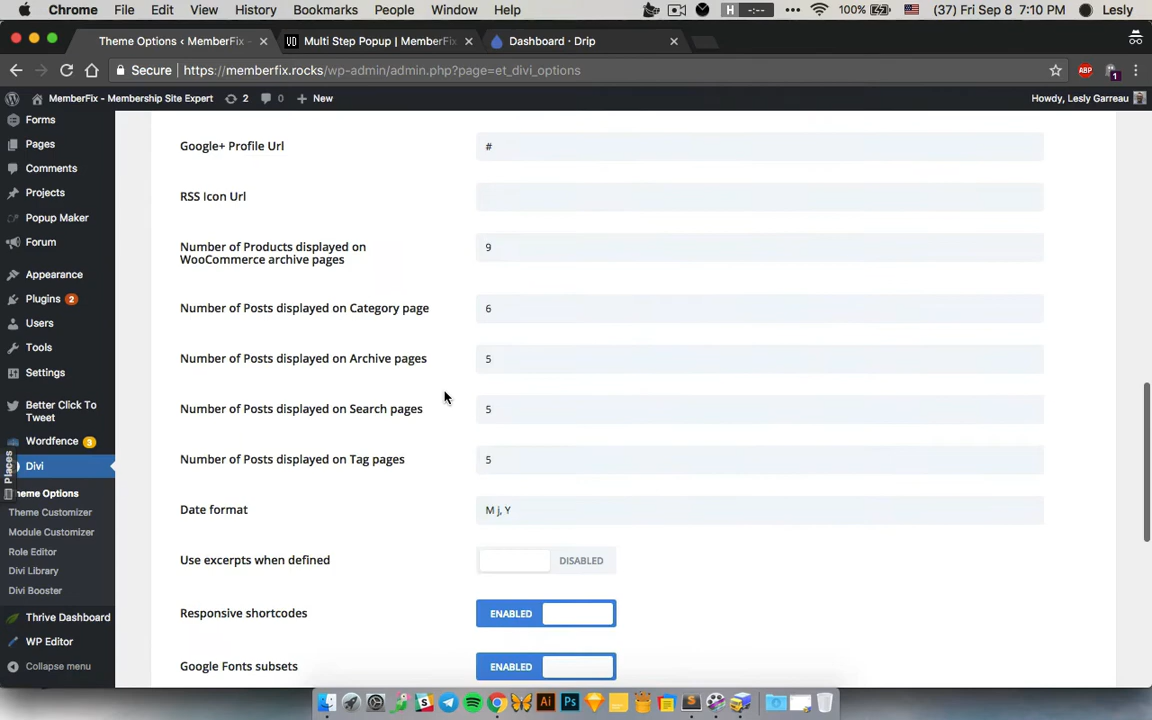 Chrome File Edit View History Bookmarks People Window Help H -:-- 100% (37) Fri Sep 8 7:10 PM Lesly
Theme Options ‹ MemberFix - Multi Step Popup | MemberFix Dashboard · Drip
Secure https://memberfix.rocks/wp-admin/admin.php?page=et_divi_options ABP 1
MemberFix - Membership Site Expert 2 0 New Howdy, Lesly Garreau
Forms
Pages
Comments
Projects
Popup Maker
Forum
Appearance
Plugins 2
Users
Tools
Settings
Better Click To
Tweet
Wordfence 3
Places
Divi
heme Options
Theme Customizer
Module Customizer
Role Editor
Divi Library
Divi Booster
Thrive Dashboard
WP Editor
Collapse menu
Google+ Profile Url #
RSS Icon Url
Number of Products displayed on
WooCommerce archive pages 9
Number of Posts displayed on Category page 6
Number of Posts displayed on Archive pages 5
Number of Posts displayed on Search pages 5
Number of Posts displayed on Tag pages 5
Date format M j, Y
Use excerpts when defined DISABLED
Responsive shortcodes ENABLED
Google Fonts subsets ENABLED
Ai Ps